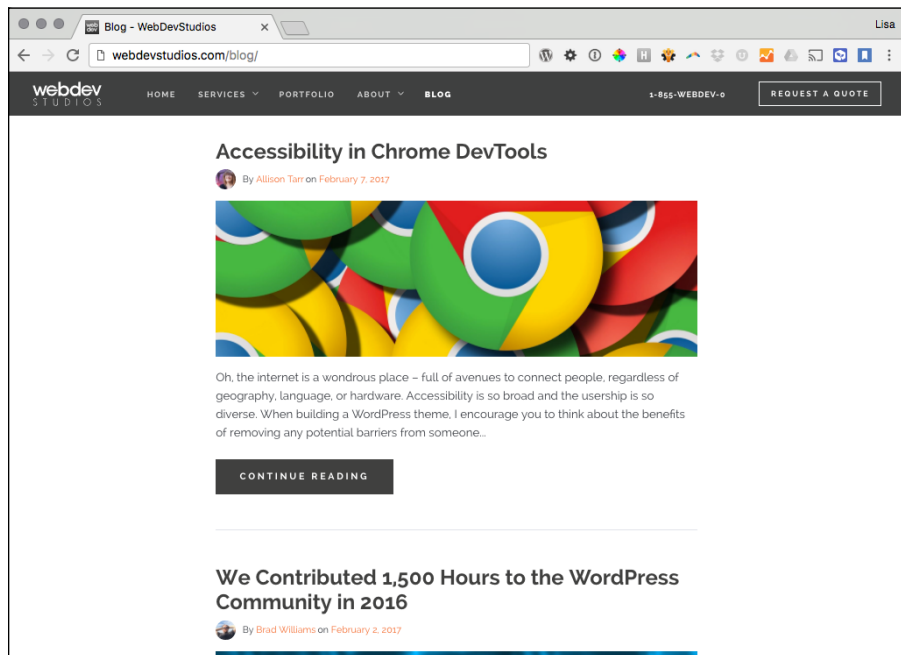 Blog - WebDevStudios
Lisa
webdevstudios.com/blog/
webdev
STUDIOS
HOME SERVICES PORTFOLIO ABOUT BLOG 1-855-WEBDEV-0 REQUEST A QUOTE
Accessibility in Chrome DevTools
By Allison Tarr on February 7, 2017
Oh, the internet is a wondrous place – full of avenues to connect people, regardless of
geography, language, or hardware. Accessibility is so broad and the usership is so
diverse. When building a WordPress theme, I encourage you to think about the benefits
of removing any potential barriers from someone...
CONTINUE READING
We Contributed 1,500 Hours to the WordPress
Community in 2016
By Brad Williams on February 2, 2017